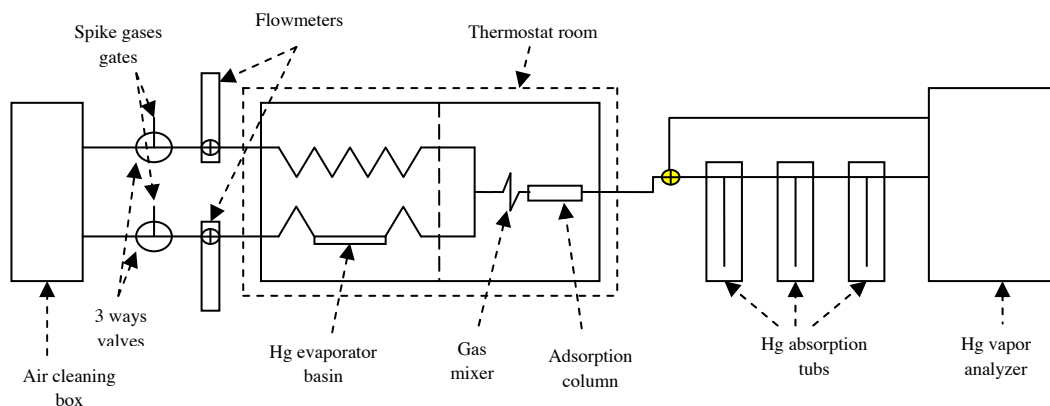 Spike gases
gates
Flowmeters
Thermostat room
3 ways
valves
Air cleaning
box
Hg evaporator
basin
Gas
mixer
Adsorption
column
Hg absorption
tubs
Hg vapor
analyzer